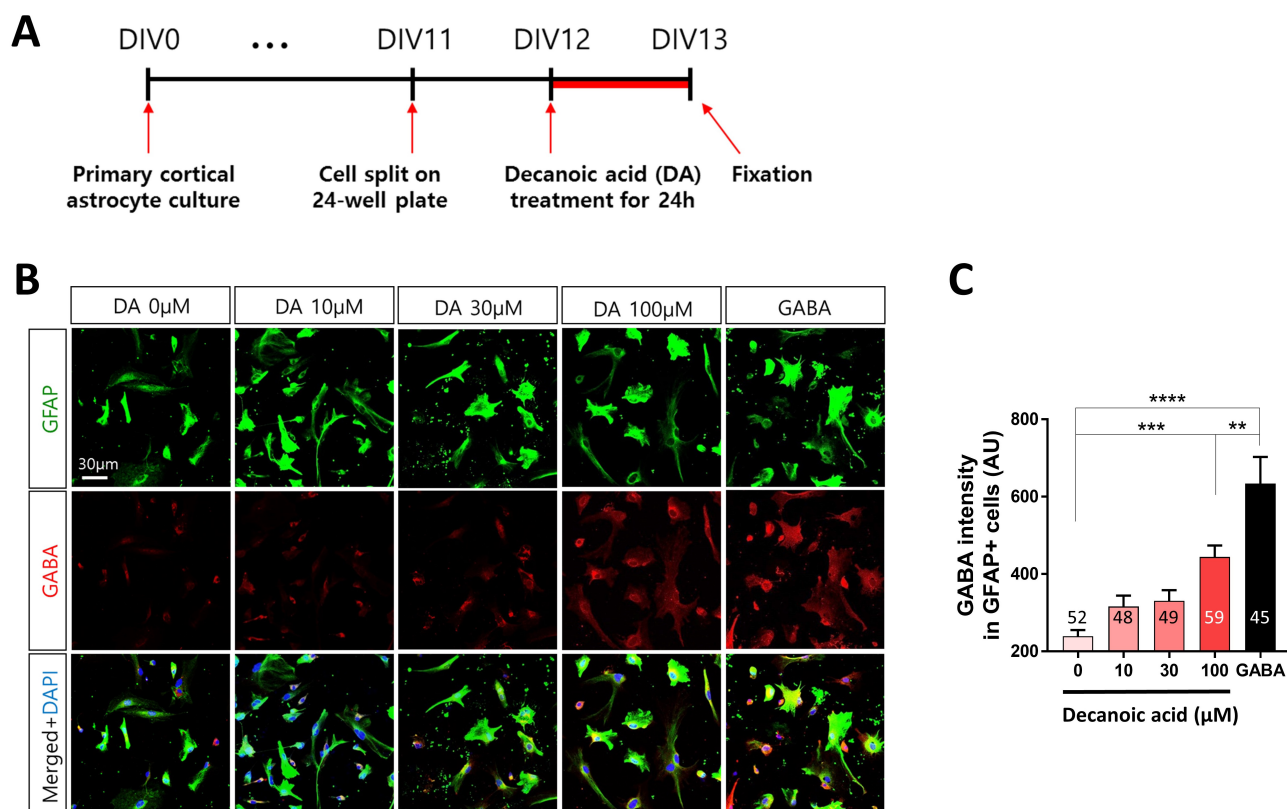 A
DIV0 ... DIV11 DIV12 DIV13
Primary cortical
astrocyte culture
Cell split on
24-well plate
Decanoic acid (DA)
treatment for 24h
Fixation
B
DA 0μM DA 10μM DA 30μM DA 100μM GABA
GFAP
30μm
GABA
Merged+DAPI
C
GABA intensity
in GFAP+ cells (AU)
****
*** **
800
600
400
200
52 48 49 59 45
0 10 30 100 GABA
Decanoic acid (μM)